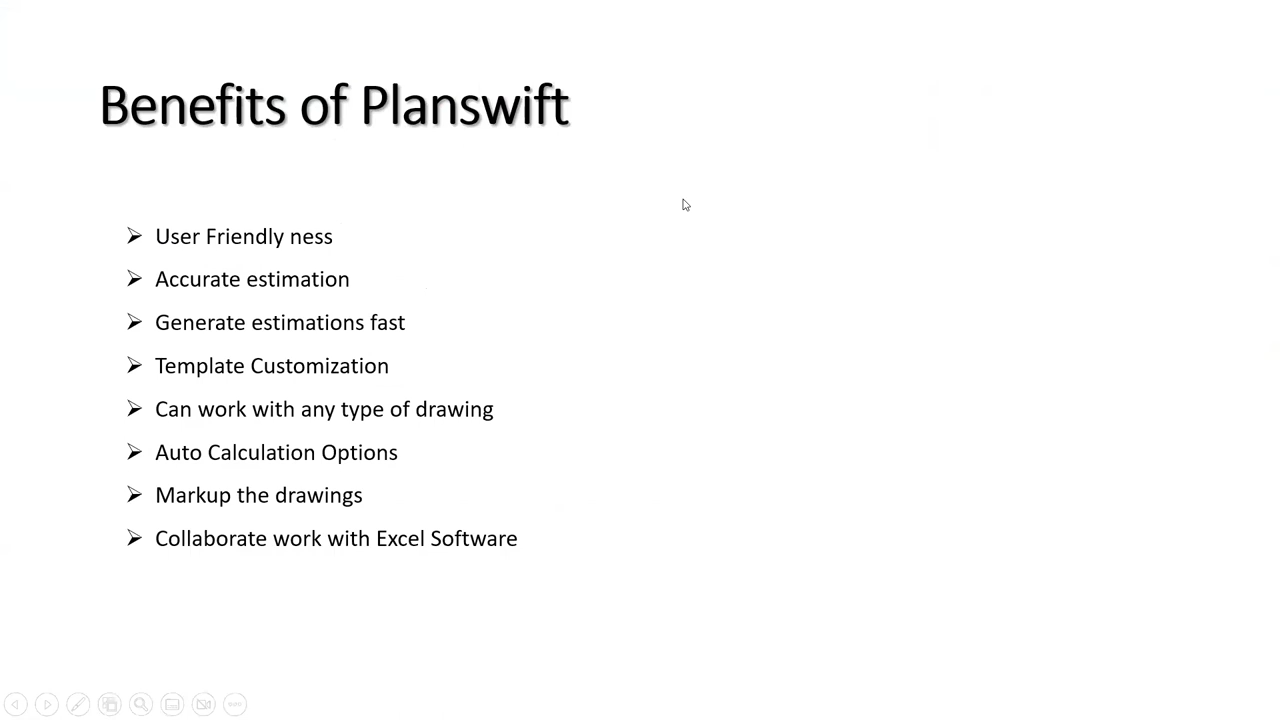 Benefits of Planswift
User Friendly ness
Accurate estimation
Generate estimations fast
Template Customization
Can work with any type of drawing
Auto Calculation Options
Markup the drawings
Collaborate work with Excel Software